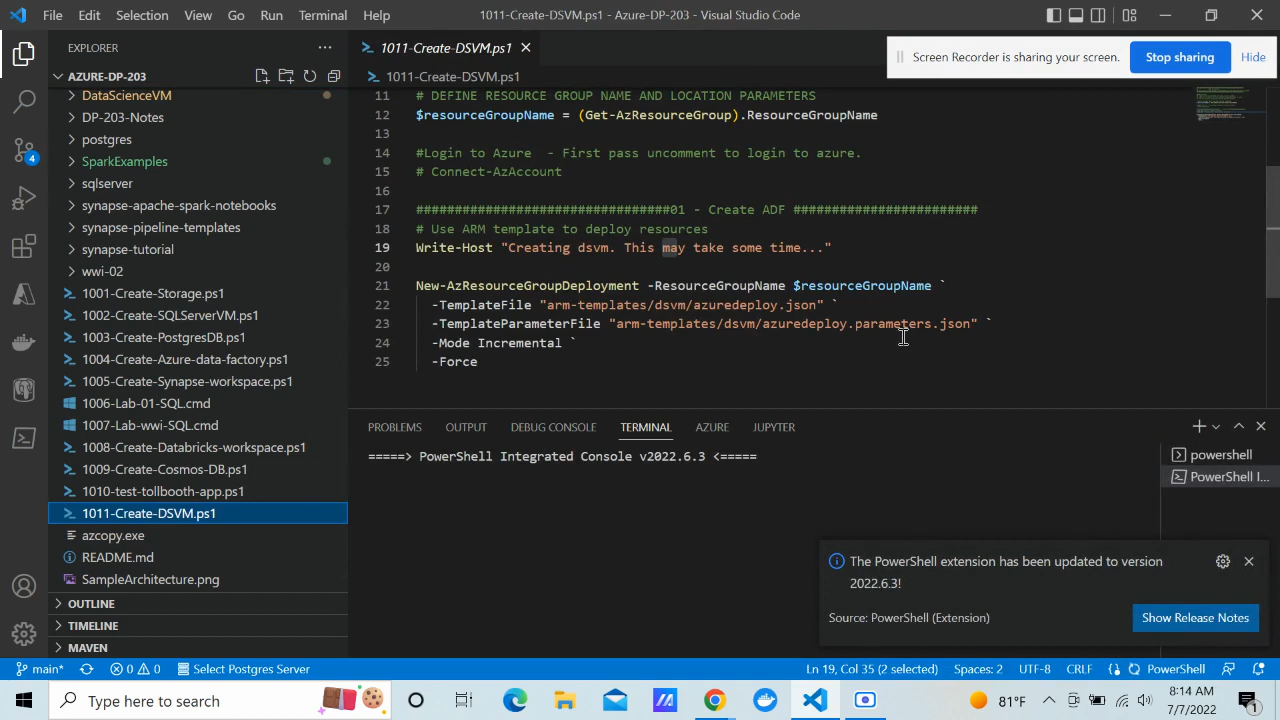 File Edit Selection View Go Run Terminal Help
1011-Create-DSVM.ps1 - Azure-DP-203 - Visual Studio Code
EXPLORER
AZURE-DP-203
DataScienceVM
DP-203-Notes
postgres
SparkExamples
sqlserver
synapse-apache-spark-notebooks
synapse-pipeline-templates
synapse-tutorial
wwi-02
1001-Create-Storage.ps1
1002-Create-SQLServerVM.ps1
1003-Create-PostgresDB.ps1
1004-Create-Azure-data-factory.ps1
1005-Create-Synapse-workspace.ps1
1006-Lab-01-SQL.cmd
1007-Lab-wwi-SQL.cmd
1008-Create-Databricks-workspace.ps1
1009-Create-Cosmos-DB.ps1
1010-test-tollbooth-app.ps1
1011-Create-DSVM.ps1
azcopy.exe
README.md
SampleArchitecture.png
OUTLINE
TIMELINE
MAVEN
4
1011-Create-DSVM.ps1
Screen Recorder is sharing your screen. Stop sharing Hide
1011-Create-DSVM.ps1
11 # DEFINE RESOURCE GROUP NAME AND LOCATION PARAMETERS
12 $resourceGroupName = (Get-AzResourceGroup).ResourceGroupName
13
14 #Login to Azure - First pass uncomment to login to azure.
15 # Connect-AzAccount
16
17 #################################01 - Create ADF ########################
18 # Use ARM template to deploy resources
19 Write-Host "Creating dsvm. This may take some time..."
20
21 New-AzResourceGroupDeployment -ResourceGroupName $resourceGroupName `
22 -TemplateFile "arm-templates/dsvm/azuredeploy.json" `
23 -TemplateParameterFile "arm-templates/dsvm/azuredeploy.parameters.json" `
24 -Mode Incremental `
25 -Force
PROBLEMS OUTPUT DEBUG CONSOLE TERMINAL AZURE JUPYTER
=====> PowerShell Integrated Console v2022.6.3 <=====
powershell
PowerShell I...
The PowerShell extension has been updated to version
2022.6.3!
Source: PowerShell (Extension)
Show Release Notes
main* 0 0 Select Postgres Server
Ln 19, Col 35 (2 selected) Spaces: 2 UTF-8 CRLF PowerShell
Type here to search
81°F
8:14 AM
7/7/2022
1